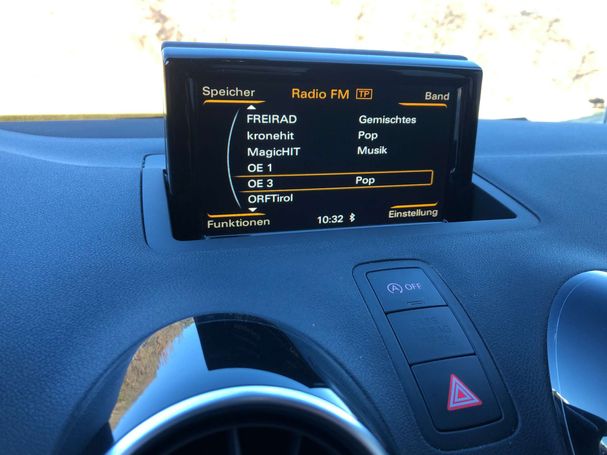 Speicher Radio FM TP Band
FREIRAD Gemischtes
kronehit Pop
MagicHIT Musik
OE 1
OE 3 Pop
ORFTirol
Funktionen 10:32 Einstellung
A OFF